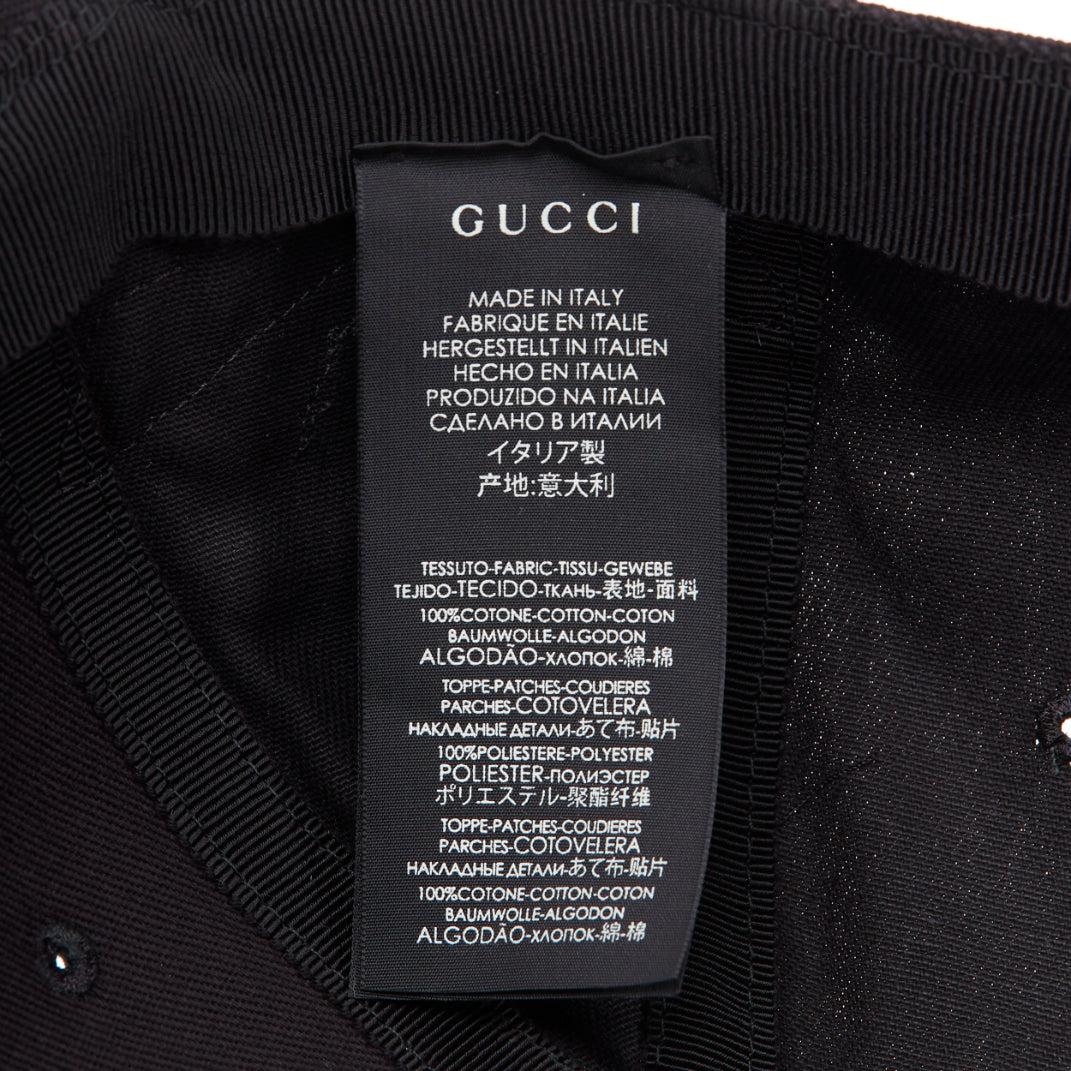 GUCCI
MADE IN ITALY
FABRIQUE EN ITALIE
HERGESTELLT IN ITALIEN
HECHO EN ITALIA
PRODUZIDO NA ITALIA
СДЕЛАНО В ИТАЛИИ
イタリア製
产地:意大利
TESSUTO-FABRIC-TISSU-GEWEBE
TEJIDO-TECIDO-ТКАНЬ-表地-面料
100%COTONE-COTTON-COTON
BAUMWOLLE-ALGODON
ALGODÃO-ХЛОПОК-綿-棉
TOPPE-PATCHES-COUDIERES
PARCHES-COTOVELERA
НАКЛАДНЫЕ ДЕТАЛИ-あて布-贴片
100%POLIESTERE-POLYESTER
POLIESTER-ПОЛИЭСТЕР
ポリエステル-聚酯纤维
TOPPE-PATCHES-COUDIERES
PARCHES-COTOVELERA
НАКЛАДНЫЕ ДЕТАЛИ-あて布-贴片
100%COTONE-COTTON-COTON
BAUMWOLLE-ALGODON
ALGODÃO-ХЛОПОК-綿-棉